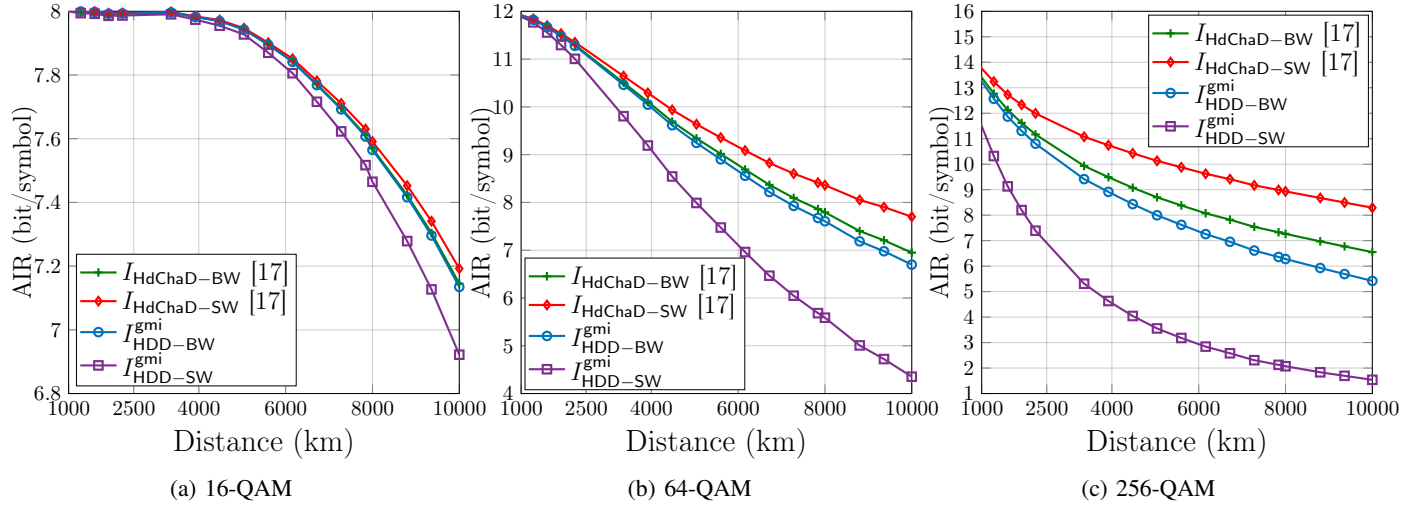 8
7.8
7.6
7.4
7.2
7
6.8
AIR (bit/symbol)
I_HdChaD−BW [17]
I_HdChaD−SW [17]
I^gmi_HDD−BW
I^gmi_HDD−SW
1000 2500 4000 6000 8000 10000
Distance (km)
(a) 16-QAM
12
11
10
9
8
7
6
5
4
AIR (bit/symbol)
I_HdChaD−BW [17]
I_HdChaD−SW [17]
I^gmi_HDD−BW
I^gmi_HDD−SW
1000 2500 4000 6000 8000 10000
Distance (km)
(b) 64-QAM
16
15
14
13
12
11
10
9
8
7
6
5
4
3
2
1
AIR (bit/symbol)
I_HdChaD−BW [17]
I_HdChaD−SW [17]
I^gmi_HDD−BW
I^gmi_HDD−SW
1000 2500 4000 6000 8000 10000
Distance (km)
(c) 256-QAM